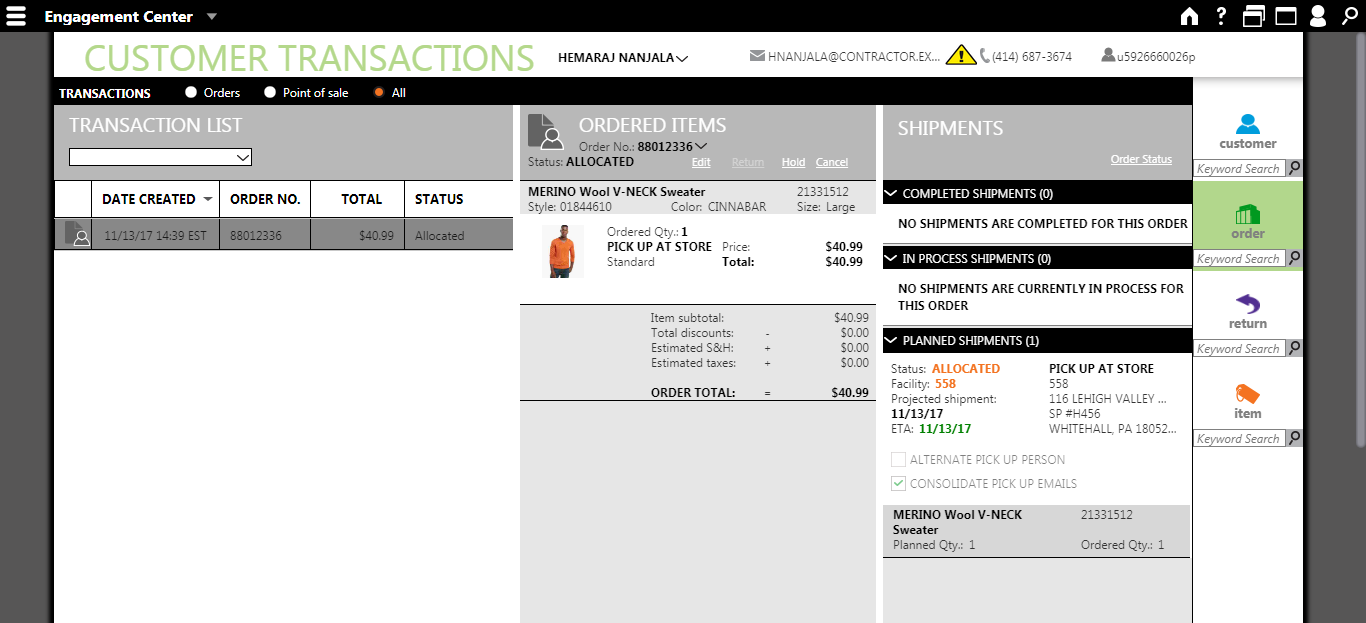 Engagement Center
CUSTOMER TRANSACTIONS
HEMARAJ NANJALA
HNANJALA@CONTRACTOR.EX...
(414) 687-3674
u5926660026p
TRANSACTIONS
Orders
Point of sale
All
TRANSACTION LIST
DATE CREATED
ORDER NO.
TOTAL
STATUS
11/13/17 14:39 EST
88012336
$40.99
Allocated
ORDERED ITEMS
Order No.: 88012336
Status: ALLOCATED
Edit
Return
Hold
Cancel
MERINO Wool V-NECK Sweater 21331512
Style: 01844610 Color: CINNABAR Size: Large
Ordered Qty.: 1
PICK UP AT STORE Price: $40.99
Standard Total: $40.99
Item subtotal: $40.99
Total discounts: - $0.00
Estimated S&H: + $0.00
Estimated taxes: + $0.00
ORDER TOTAL: = $40.99
SHIPMENTS
Order Status
COMPLETED SHIPMENTS (0)
NO SHIPMENTS ARE COMPLETED FOR THIS ORDER
IN PROCESS SHIPMENTS (0)
NO SHIPMENTS ARE CURRENTLY IN PROCESS FOR
THIS ORDER
PLANNED SHIPMENTS (1)
Status: ALLOCATED
Facility: 558
Projected shipment:
11/13/17
ETA: 11/13/17
PICK UP AT STORE
558
116 LEHIGH VALLEY ...
SP #H456
WHITEHALL, PA 18052...
ALTERNATE PICK UP PERSON
CONSOLIDATE PICK UP EMAILS
MERINO Wool V-NECK 21331512
Sweater
Planned Qty.: 1 Ordered Qty.: 1
customer
Keyword Search
order
Keyword Search
return
Keyword Search
item
Keyword Search